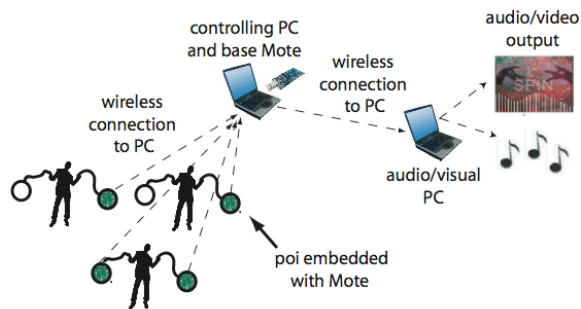 audio/video
output
controlling PC
and base Mote
wireless
connection
to PC
SPIN
wireless
connection
to PC
audio/visual
PC
poi embedded
with Mote